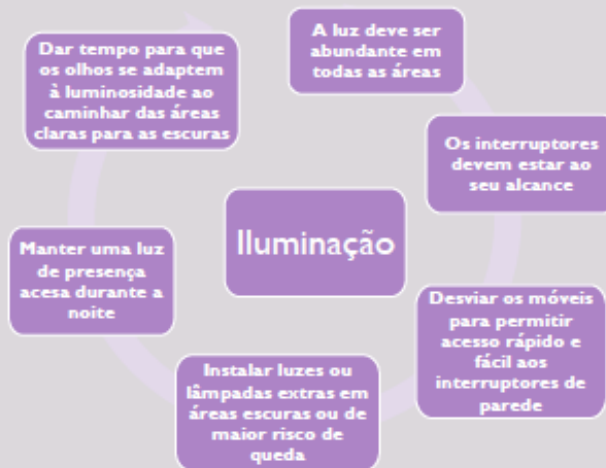 A luz deve ser
abundante em
todas as áreas
Os interruptores
devem estar ao
seu alcance
Desviar os móveis
para permitir
acesso rápido e
fácil aos
interruptores de
parede
Instalar luzes ou
lâmpadas extras em
áreas escuras ou de
maior risco de
queda
Manter uma luz
de presença
acesa durante a
noite
Dar tempo para que
os olhos se adaptem
à luminosidade ao
caminhar das áreas
claras para as escuras
Iluminação